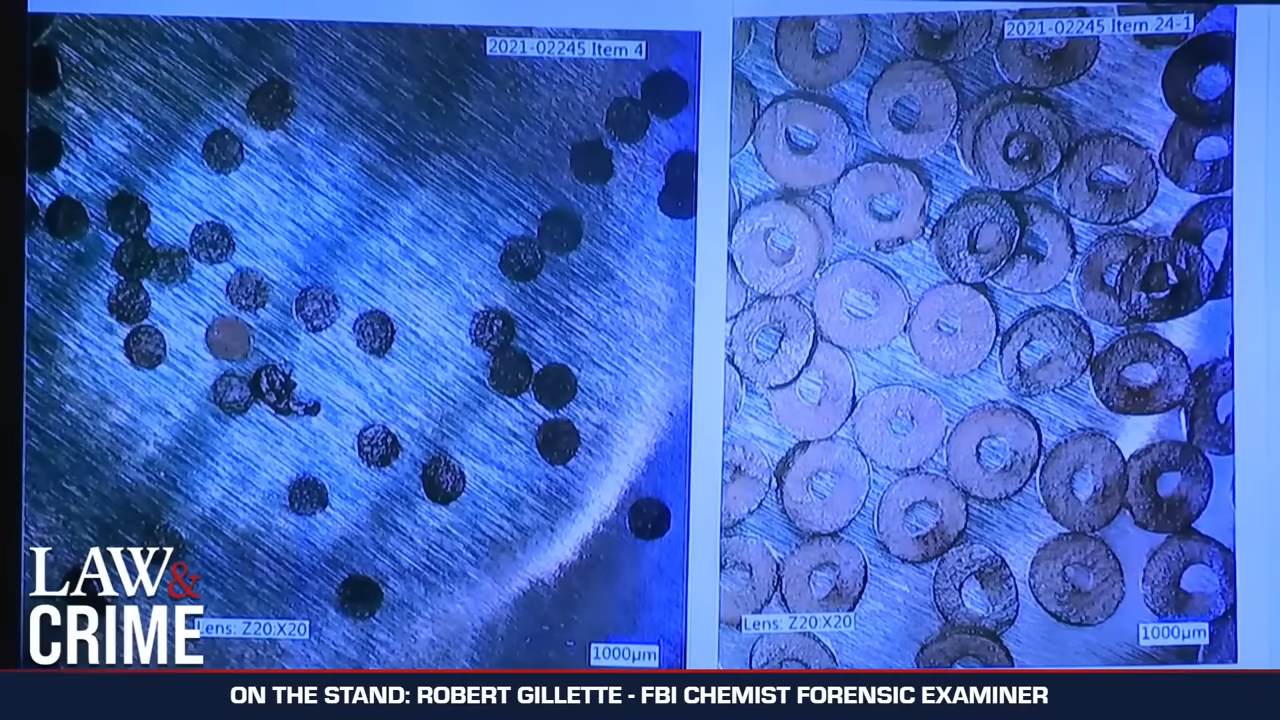 2021-02245 Item 4
2021-02245 Item 24-1
Lens: Z20:X20
1000μm
Lens: Z20:X20
1000μm
LAW&
CRIME
ON THE STAND: ROBERT GILLETTE - FBI CHEMIST FORENSIC EXAMINER